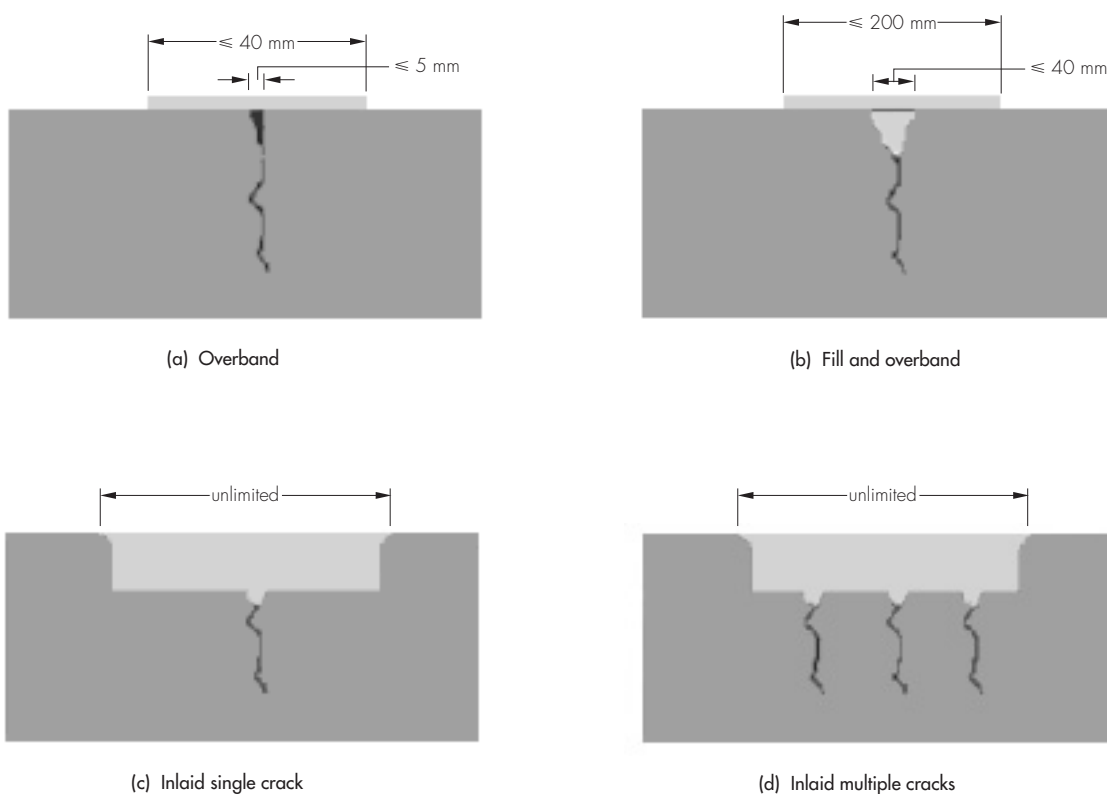 ≤ 40 mm
≤ 5 mm
(a) Overband
≤ 200 mm
≤ 40 mm
(b) Fill and overband
unlimited
(c) Inlaid single crack
unlimited
(d) Inlaid multiple cracks